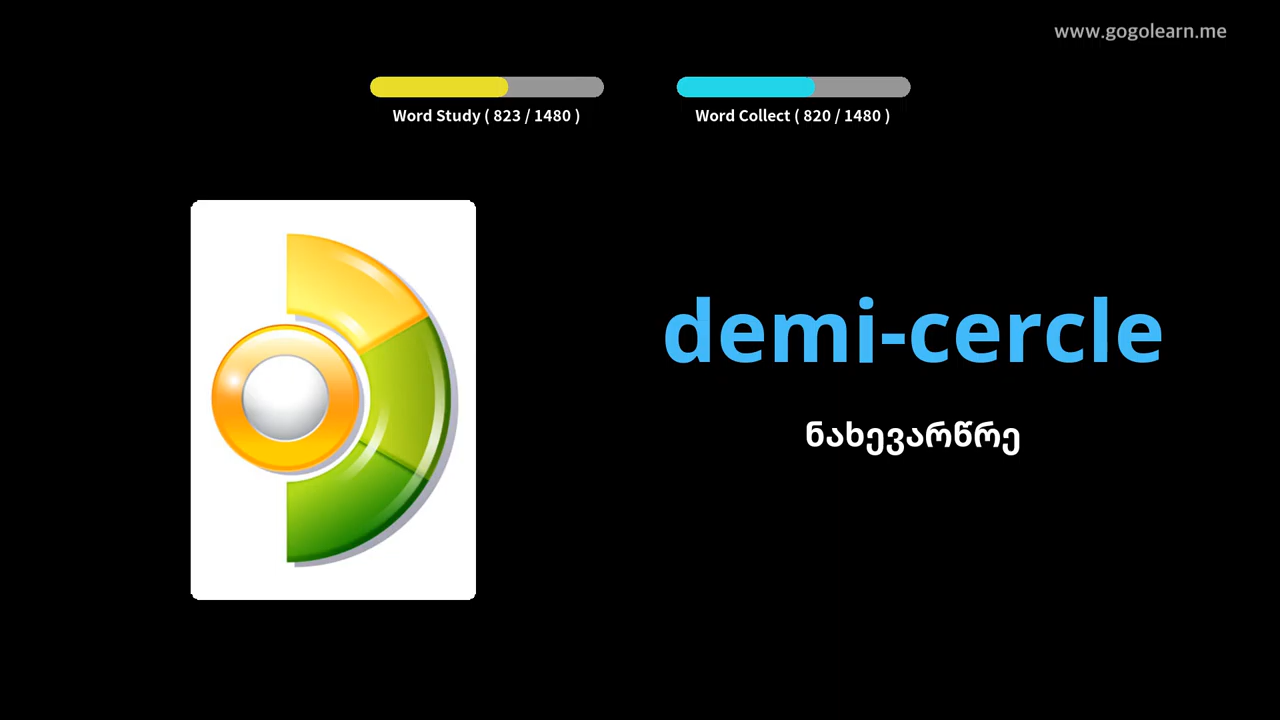 www.gogolearn.me
Word Study ( 823 / 1480 )
Word Collect ( 820 / 1480 )
demi-cercle
ნახევარწრე